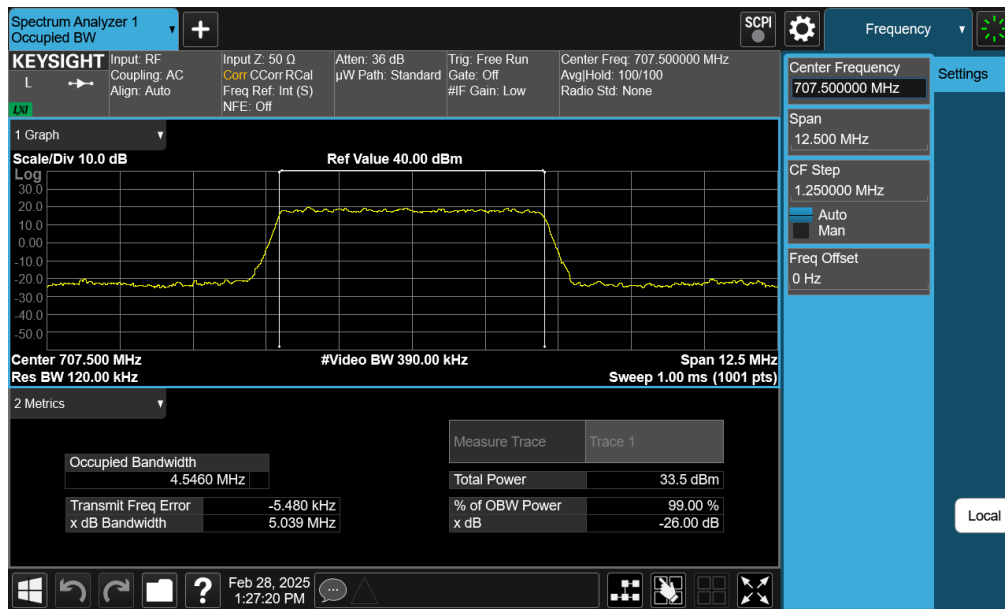 Spectrum Analyzer 1
Occupied BW
+
SCPI
Frequency
KEYSIGHT
L
LXI
Input: RF
Coupling: AC
Align: Auto
Input Z: 50 Ω
Corr CCorr RCal
Freq Ref: Int (S)
NFE: Off
Atten: 36 dB
µW Path: Standard
Trig: Free Run
Gate: Off
#IF Gain: Low
Center Freq: 707.500000 MHz
Avg|Hold: 100/100
Radio Std: None
Center Frequency
707.500000 MHz
Settings
Span
12.500 MHz
CF Step
1.250000 MHz
Auto
Man
Freq Offset
0 Hz
1 Graph
Scale/Div 10.0 dB
Ref Value 40.00 dBm
Log
30.0
20.0
10.0
0.00
-10.0
-20.0
-30.0
-40.0
-50.0
Center 707.500 MHz
#Video BW 390.00 kHz
Span 12.5 MHz
Res BW 120.00 kHz
Sweep 1.00 ms (1001 pts)
2 Metrics
Measure Trace Trace 1
Occupied Bandwidth
4.5460 MHz
Total Power 33.5 dBm
Transmit Freq Error -5.480 kHz
% of OBW Power 99.00 %
x dB Bandwidth 5.039 MHz
x dB -26.00 dB
Local
?
Feb 28, 2025
1:27:20 PM